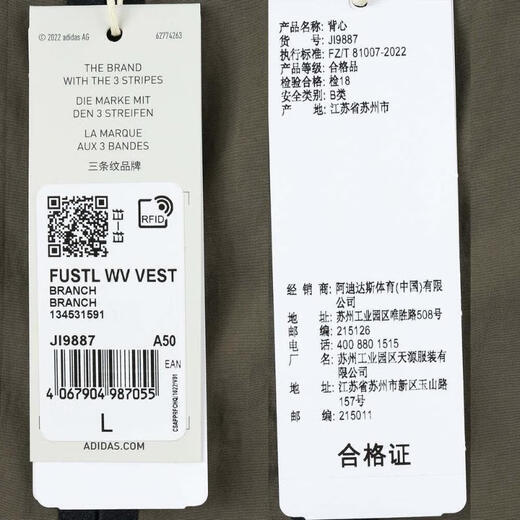 © 2022 adidas AG
62774263
THE BRAND
WITH THE 3 STRIPES
DIE MARKE MIT
DEN 3 STREIFEN
LA MARQUE
AUX 3 BANDES
三条纹品牌
扫一扫
RFID
FUSTL WV VEST
BRANCH
BRANCH
134531591
JI9887 A50
EAN
4 067904 987055
L
ADIDAS.COM
产品名称: 背心
货 号: JI9887
执行标准: FZ/T 81007-2022
产品等级: 合格品
检验合格: 检18
安全类别: B类
产 地: 江苏省苏州市
经 销 商: 阿迪达斯体育(中国)有限
公司
地 址: 苏州工业园区唯胜路508号
邮 编: 215126
电 话: 400 880 1515
厂 名: 苏州工业园区天源服装有
限公司
地 址: 江苏省苏州市新区玉山路
157号
邮 编: 215011
合格证